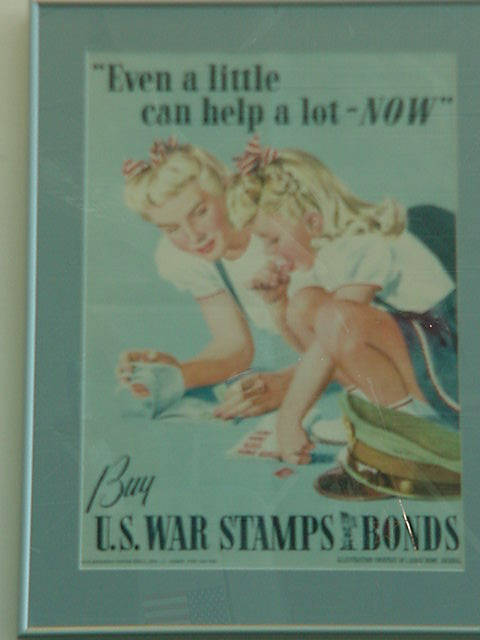 "Even a little
can help a lot - NOW"
Buy
U.S. WAR STAMPS BONDS